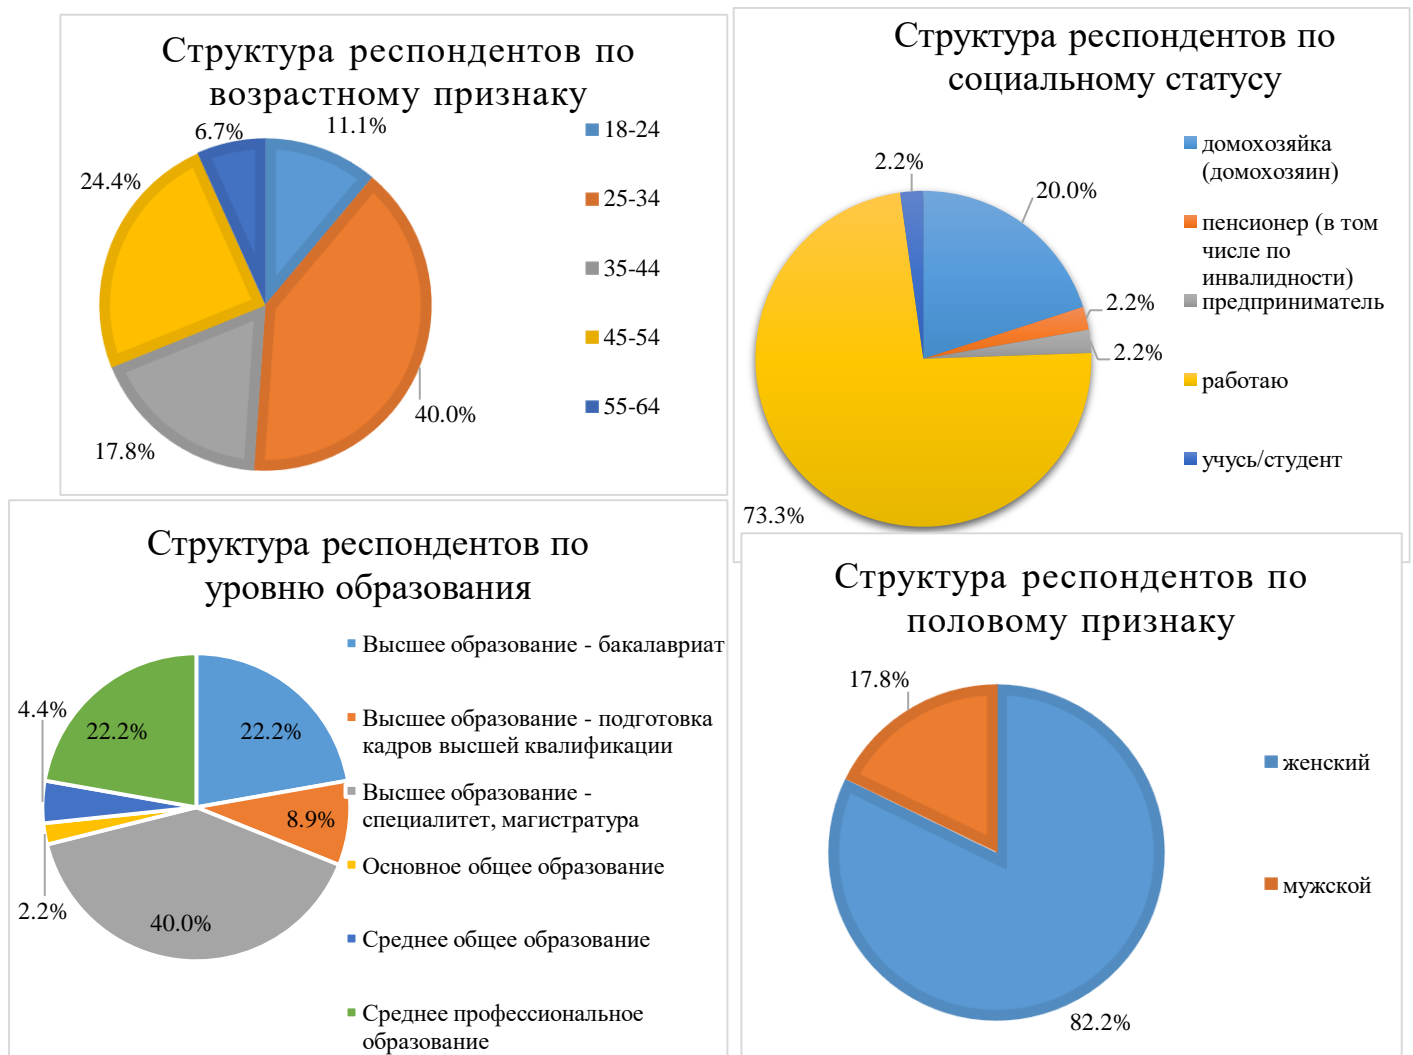 Структура респондентов по
возрастному признаку
11.1%
6.7%
24.4%
17.8%
40.0%
18-24
25-34
35-44
45-54
55-64
Структура респондентов по
социальному статусу
2.2%
20.0%
2.2%
2.2%
73.3%
домохозяйка
(домохозяин)
пенсионер (в том
числе по
инвалидности)
предприниматель
работаю
учусь/студент
Структура респондентов по
уровню образования
4.4%
22.2%
22.2%
8.9%
2.2%
40.0%
Высшее образование - бакалавриат
Высшее образование - подготовка
кадров высшей квалификации
Высшее образование -
специалитет, магистратура
Основное общее образование
Среднее общее образование
Среднее профессиональное
образование
Структура респондентов по
половому признаку
17.8%
82.2%
женский
мужской